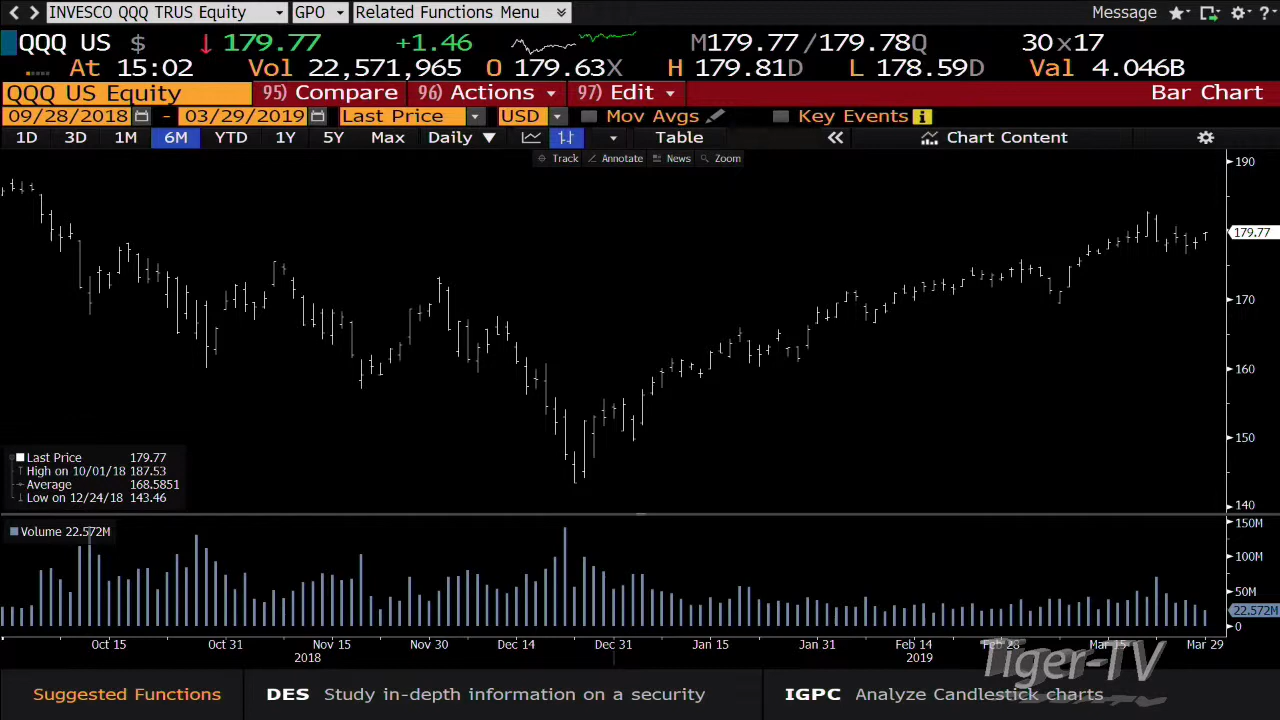 INVESCO QQQ TRUS Equity GPO Related Functions Menu Message ?
QQQ US $ ↓ 179.77 +1.46 M179.77 /179.78Q 30 x17
At 15:02 Vol 22,571,965 O 179.63X H 179.81D L 178.59D Val 4.046B
QQQ US Equity 95) Compare 96) Actions 97) Edit Bar Chart
09/28/2018 - 03/29/2019 Last Price USD Mov Avgs Key Events i
1D 3D 1M 6M YTD 1Y 5Y Max Daily ▼ Table « Chart Content
Track Annotate News Zoom
190
179.77
170
160
150
140
Last Price 179.77
High on 10/01/18 187.53
Average 168.5851
Low on 12/24/18 143.46
Volume 22.572M
150M
100M
50M
22.572M
0
Oct 15 Oct 31 Nov 15 Nov 30 Dec 14 Dec 31 Jan 15 Jan 31 Feb 14 Feb 28 Mar 15 Mar 29
2018 2019
Tiger-TV
Suggested Functions DES Study in-depth information on a security IGPC Analyze Candlestick charts